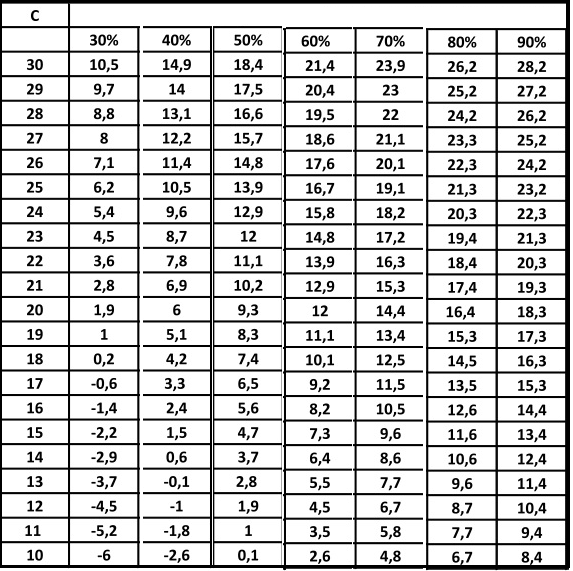 C
30% 40% 50% 60% 70% 80% 90%
30 10,5 14,9 18,4 21,4 23,9 26,2 28,2
29 9,7 14 17,5 20,4 23 25,2 27,2
28 8,8 13,1 16,6 19,5 22 24,2 26,2
27 8 12,2 15,7 18,6 21,1 23,3 25,2
26 7,1 11,4 14,8 17,6 20,1 22,3 24,2
25 6,2 10,5 13,9 16,7 19,1 21,3 23,2
24 5,4 9,6 12,9 15,8 18,2 20,3 22,3
23 4,5 8,7 12 14,8 17,2 19,4 21,3
22 3,6 7,8 11,1 13,9 16,3 18,4 20,3
21 2,8 6,9 10,2 12,9 15,3 17,4 19,3
20 1,9 6 9,3 12 14,4 16,4 18,3
19 1 5,1 8,3 11,1 13,4 15,3 17,3
18 0,2 4,2 7,4 10,1 12,5 14,5 16,3
17 -0,6 3,3 6,5 9,2 11,5 13,5 15,3
16 -1,4 2,4 5,6 8,2 10,5 12,6 14,4
15 -2,2 1,5 4,7 7,3 9,6 11,6 13,4
14 -2,9 0,6 3,7 6,4 8,6 10,6 12,4
13 -3,7 -0,1 2,8 5,5 7,7 9,6 11,4
12 -4,5 -1 1,9 4,5 6,7 8,7 10,4
11 -5,2 -1,8 1 3,5 5,8 7,7 9,4
10 -6 -2,6 0,1 2,6 4,8 6,7 8,4